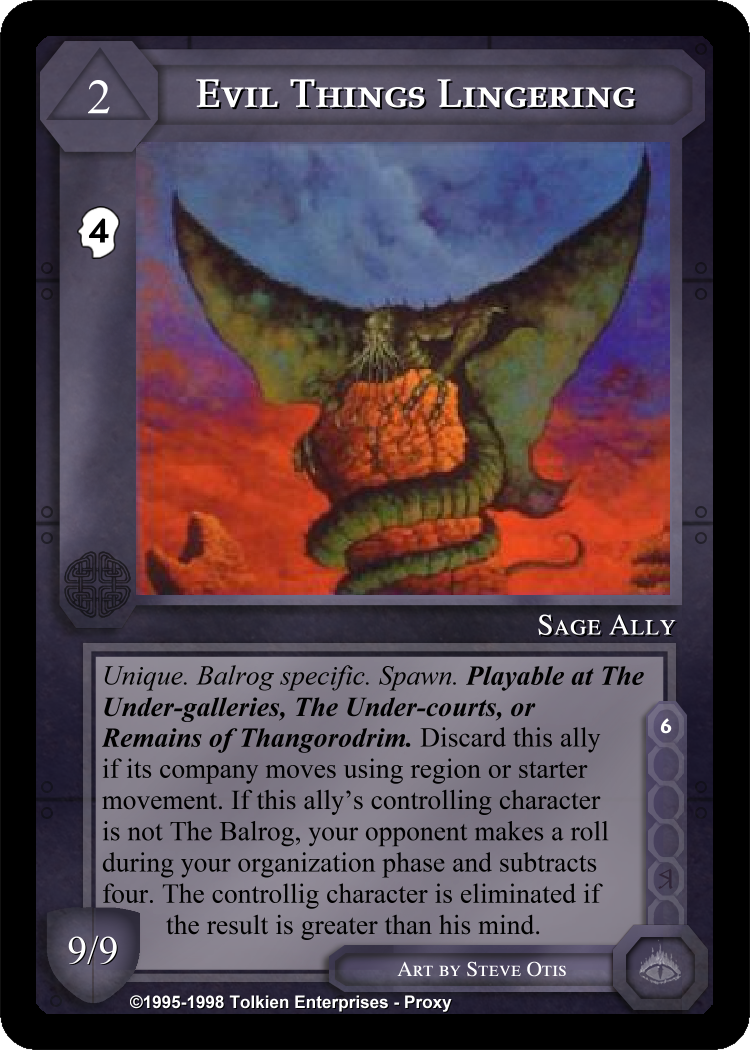 2
Evil Things Lingering
4
Sage Ally
Unique. Balrog specific. Spawn. Playable at The
Under-galleries, The Under-courts, or
Remains of Thangorodrim. Discard this ally
if its company moves using region or starter
movement. If this ally's controlling character
is not The Balrog, your opponent makes a roll
during your organization phase and subtracts
four. The controllig character is eliminated if
the result is greater than his mind.
6
9/9
Art by Steve Otis
©1995-1998 Tolkien Enterprises - Proxy